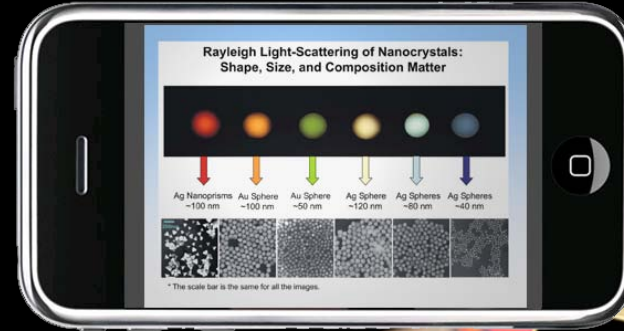 Rayleigh Light-Scattering of Nanocrystals:
Shape, Size, and Composition Matter
Ag Nanoprisms Au Sphere Au Sphere Ag Sphere Ag Spheres Ag Spheres
~100 nm ~100 nm ~50 nm ~120 nm ~80 nm ~40 nm
* The scale bar is the same for all the images.